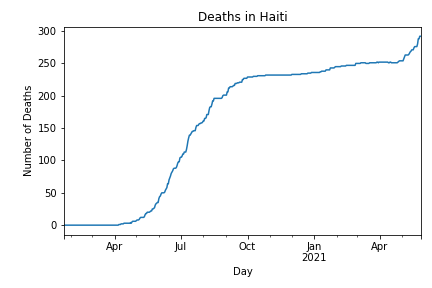 Deaths in Haiti
300
250
200
150
100
50
0
Number of Deaths
Apr
Jul
Oct
Jan
2021
Apr
Day